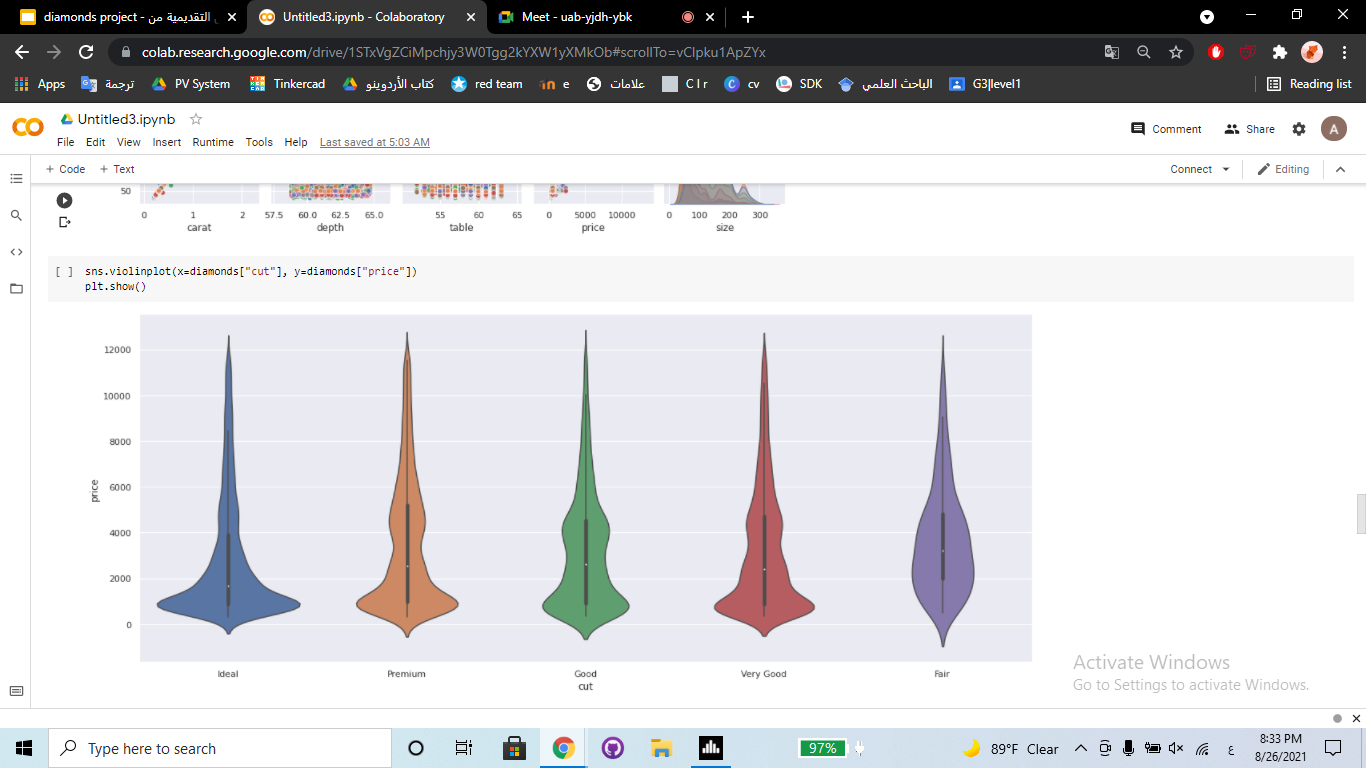 diamonds project - التقديمية من
Untitled3.ipynb - Colaboratory
Meet - uab-yjdh-ybk
colab.research.google.com/drive/1STxVgZCiMpchjy3W0Tgg2kYXW1yXMkOb#scrollTo=vClpku1ApZYx
Apps ترجمة PV System Tinkercad كتاب الأردوينو red team e علامات C I r cv SDK الباحث العلمي G3|level1 Reading list
Untitled3.ipynb
Comment Share A
File Edit View Insert Runtime Tools Help Last saved at 5:03 AM
+ Code + Text Connect Editing
50
0 1 2 57.5 60.0 62.5 65.0 55 60 65 0 5000 10000 0 100 200 300
carat depth table price size
[ ] sns.violinplot(x=diamonds["cut"], y=diamonds["price"])
plt.show()
12000
10000
8000
6000
4000
2000
0
price
Ideal Premium Good Very Good Fair
cut
Activate Windows
Go to Settings to activate Windows.
Type here to search
97%
89°F Clear
ع
8:33 PM
8/26/2021